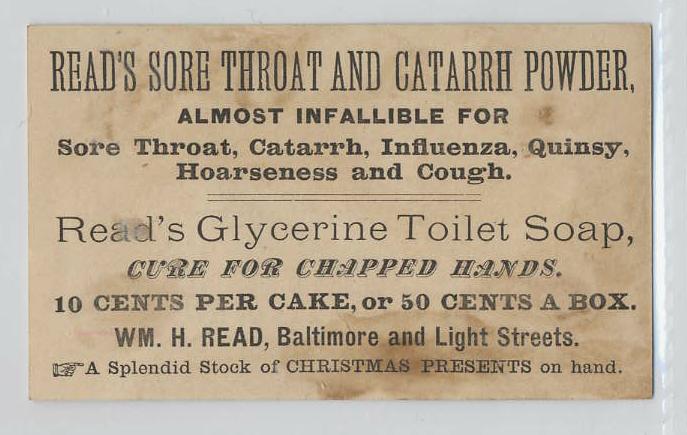 READ'S SORE THROAT AND CATARRH POWDER,
ALMOST INFALLIBLE FOR
Sore Throat, Catarrh, Influenza, Quinsy,
Hoarseness and Cough.
Read's Glycerine Toilet Soap,
CURE FOR CHAPPED HANDS.
10 CENTS PER CAKE, or 50 CENTS A BOX.
WM. H. READ, Baltimore and Light Streets.
☞A Splendid Stock of CHRISTMAS PRESENTS on hand.